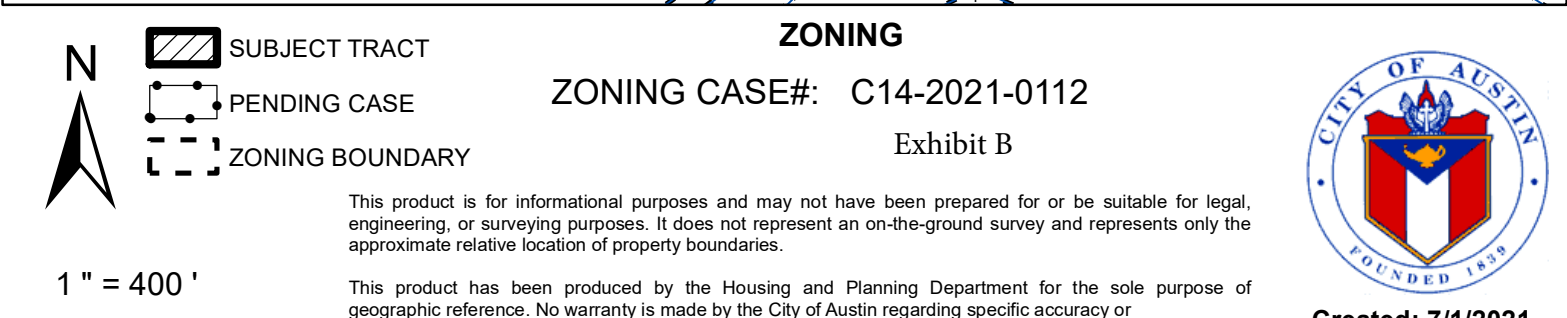 N
SUBJECT TRACT
PENDING CASE
ZONING BOUNDARY
1 " = 400 '
ZONING
ZONING CASE#: C14-2021-0112
Exhibit B
This product is for informational purposes and may not have been prepared for or be suitable for legal,
engineering, or surveying purposes. It does not represent an on-the-ground survey and represents only the
approximate relative location of property boundaries.
This product has been produced by the Housing and Planning Department for the sole purpose of
geographic reference. No warranty is made by the City of Austin regarding specific accuracy or
CITY OF AUSTIN
FOUNDED 1839
Created: 7/1/2021